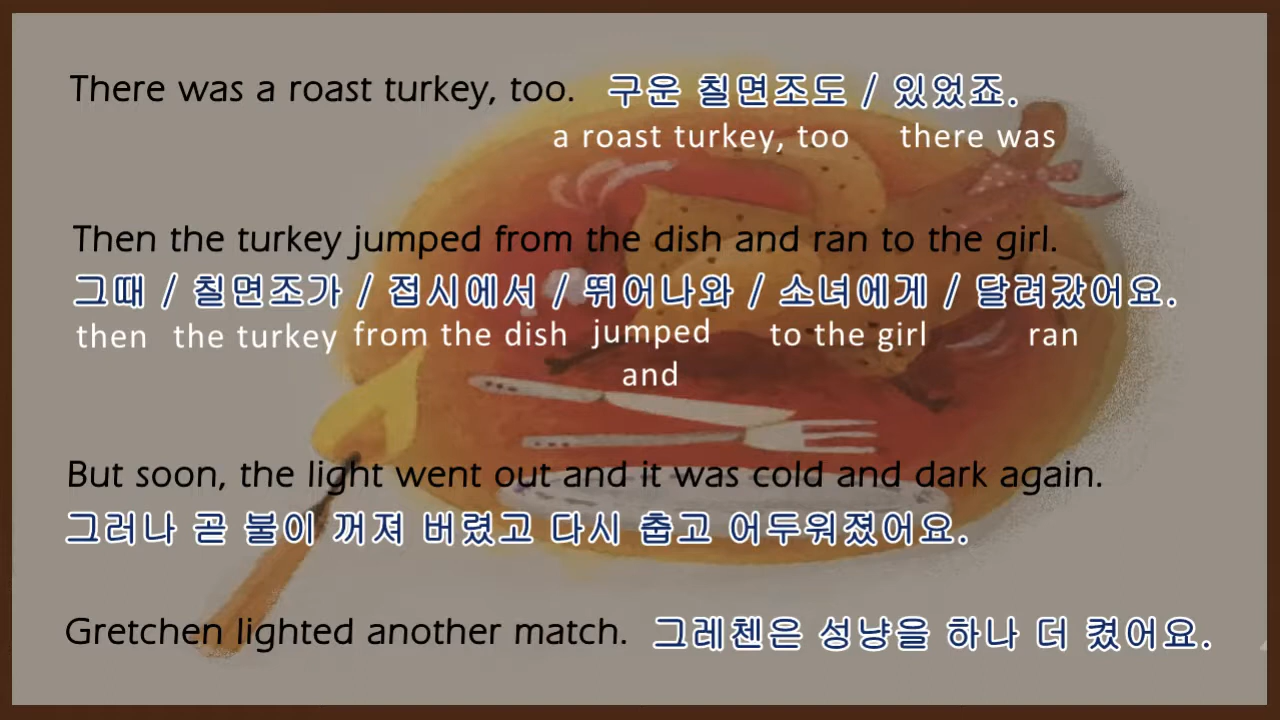 There was a roast turkey, too. 구운 칠면조도 / 있었죠.
a roast turkey, too there was
Then the turkey jumped from the dish and ran to the girl.
그때 / 칠면조가 / 접시에서 / 뛰어나와 / 소녀에게 / 달려갔어요.
then the turkey from the dish jumped to the girl ran
and
But soon, the light went out and it was cold and dark again.
그러나 곧 불이 꺼져 버렸고 다시 춥고 어두워졌어요.
Gretchen lighted another match. 그레첸은 성냥을 하나 더 켰어요.